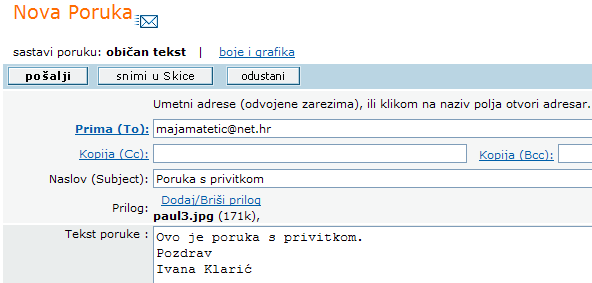 Nova Poruka
sastavi poruku: običan tekst | boje i grafika
pošalji snimi u Skice odustani
Umetni adrese (odvojene zarezima), ili klikom na naziv polja otvori adresar.
Prima (To): majamatetic@net.hr
Kopija (Cc): Kopija (Bcc):
Naslov (Subject): Poruka s privitkom
Dodaj/Briši prilog
Prilog:
paul3.jpg (171k),
Tekst poruke : Ovo je poruka s privitkom.
Pozdrav
Ivana Klarić